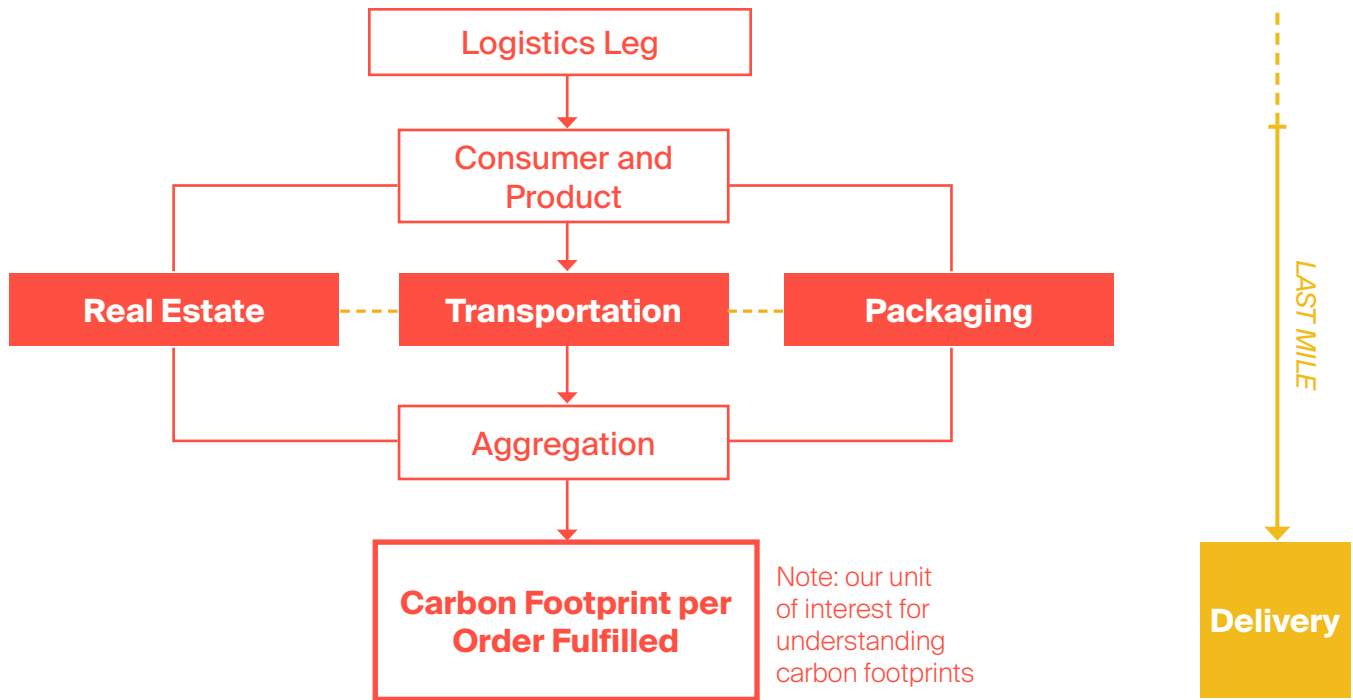 Logistics Leg
Consumer and
Product
Real Estate
Transportation
Packaging
LAST MILE
Aggregation
Carbon Footprint per
Order Fulfilled
Note: our unit
of interest for
understanding
carbon footprints
Delivery